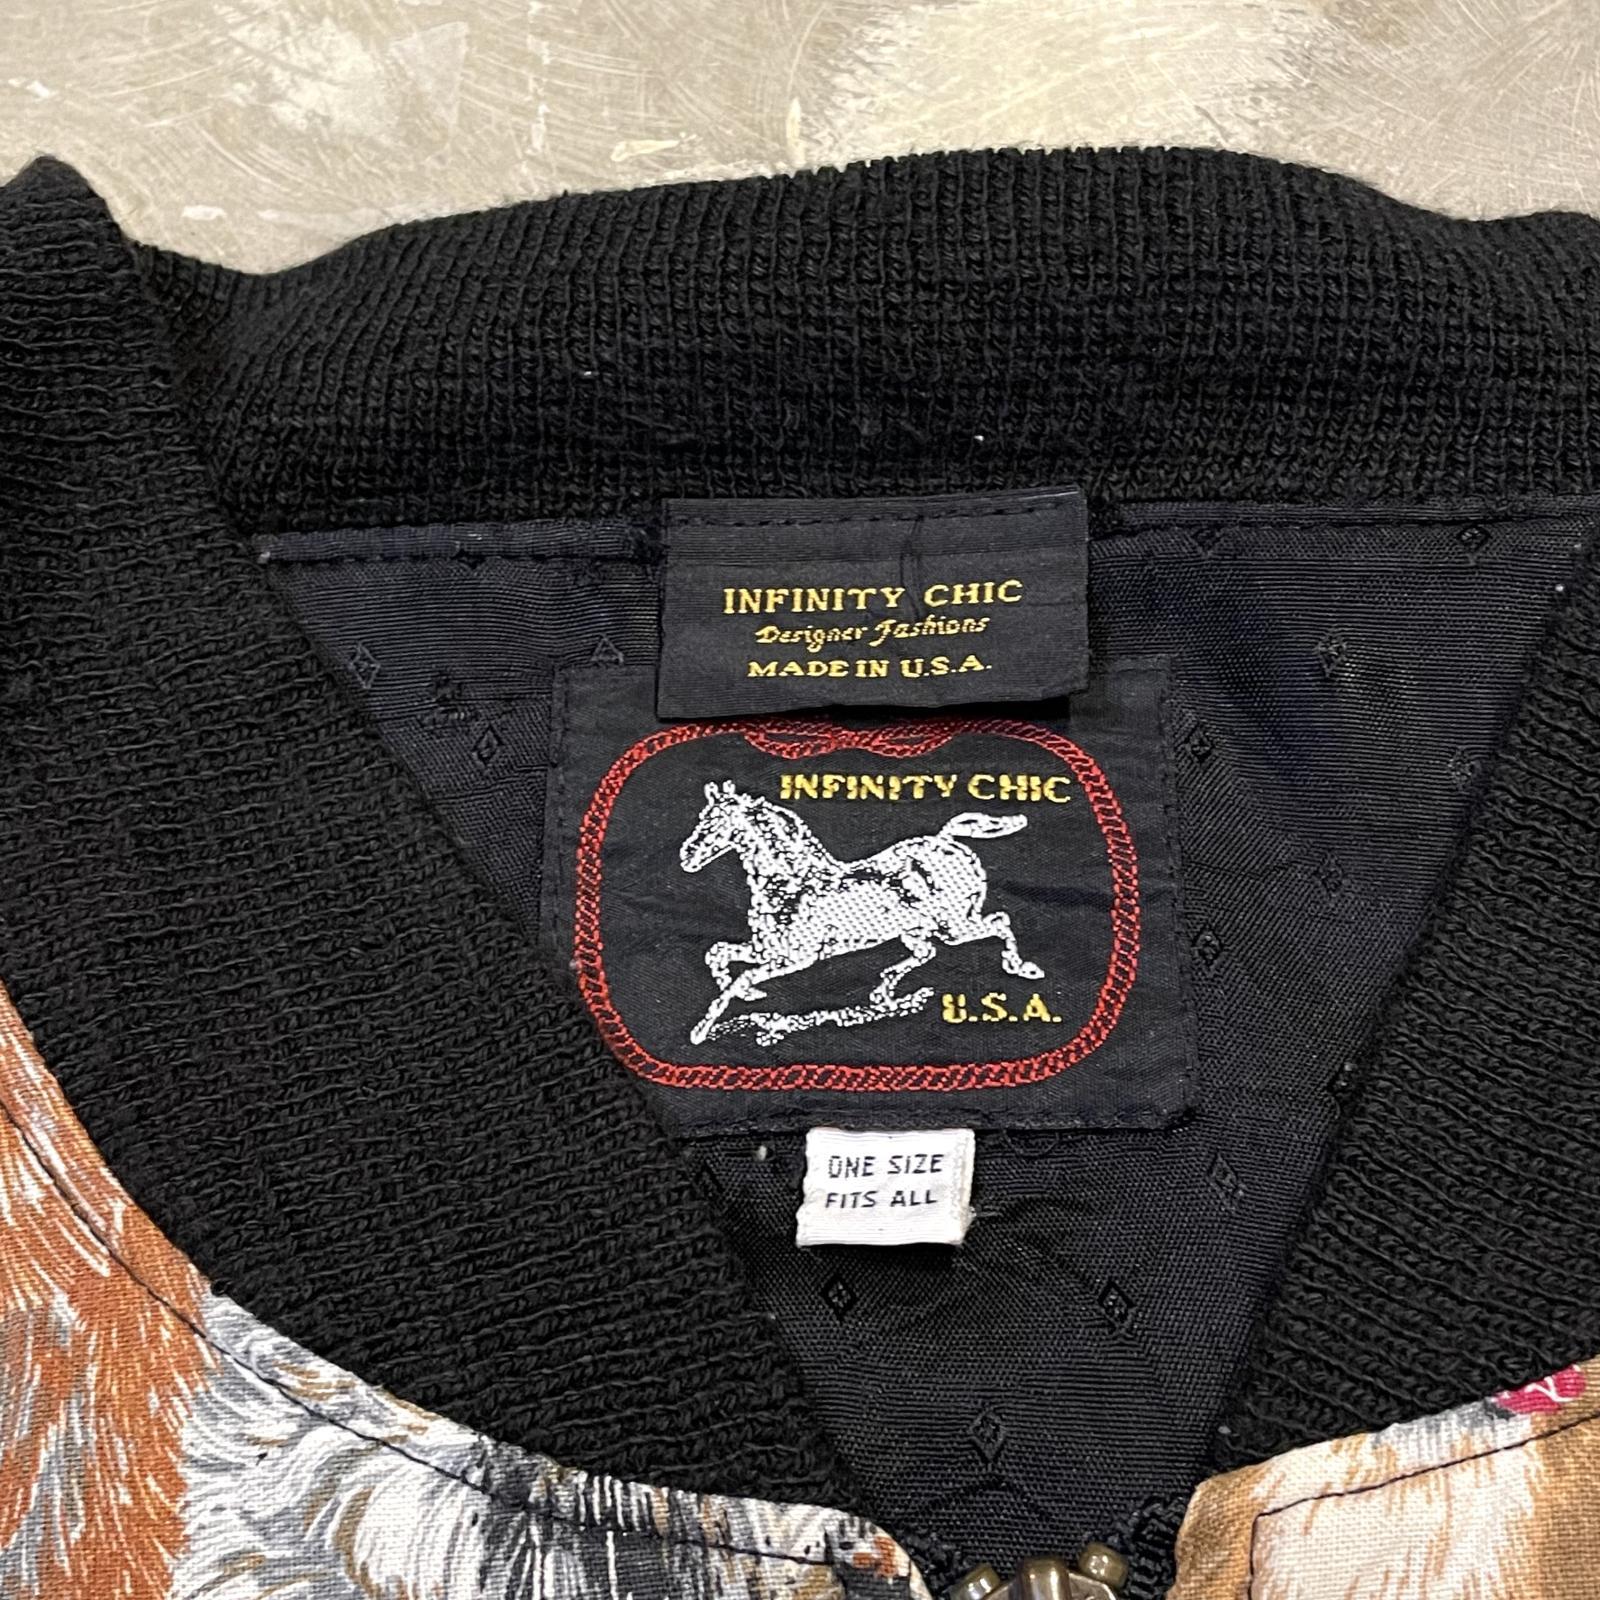 INFINITY CHIC
Designer Fashions
MADE IN U.S.A.
INFINITY CHIC
U.S.A.
ONE SIZE
FITS ALL